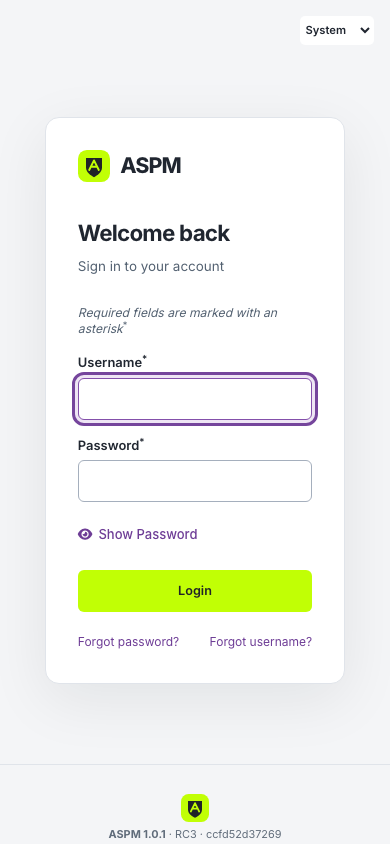 System
ASPM
Welcome back
Sign in to your account
Required fields are marked with an
asterisk*
Username*
Password*
Show Password
Login
Forgot password? Forgot username?
ASPM 1.0.1 · RC3 · ccfd52d37269